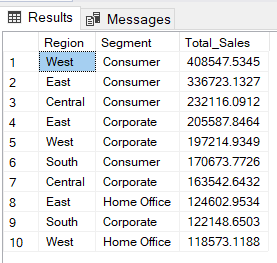 Results Messages
Region Segment Total_Sales
1 West Consumer 408547.5345
2 East Consumer 336723.1327
3 Central Consumer 232116.0912
4 East Corporate 205587.8464
5 West Corporate 197214.9349
6 South Consumer 170673.7726
7 Central Corporate 163542.6432
8 East Home Office 124602.9534
9 South Corporate 122148.6503
10 West Home Office 118573.1188